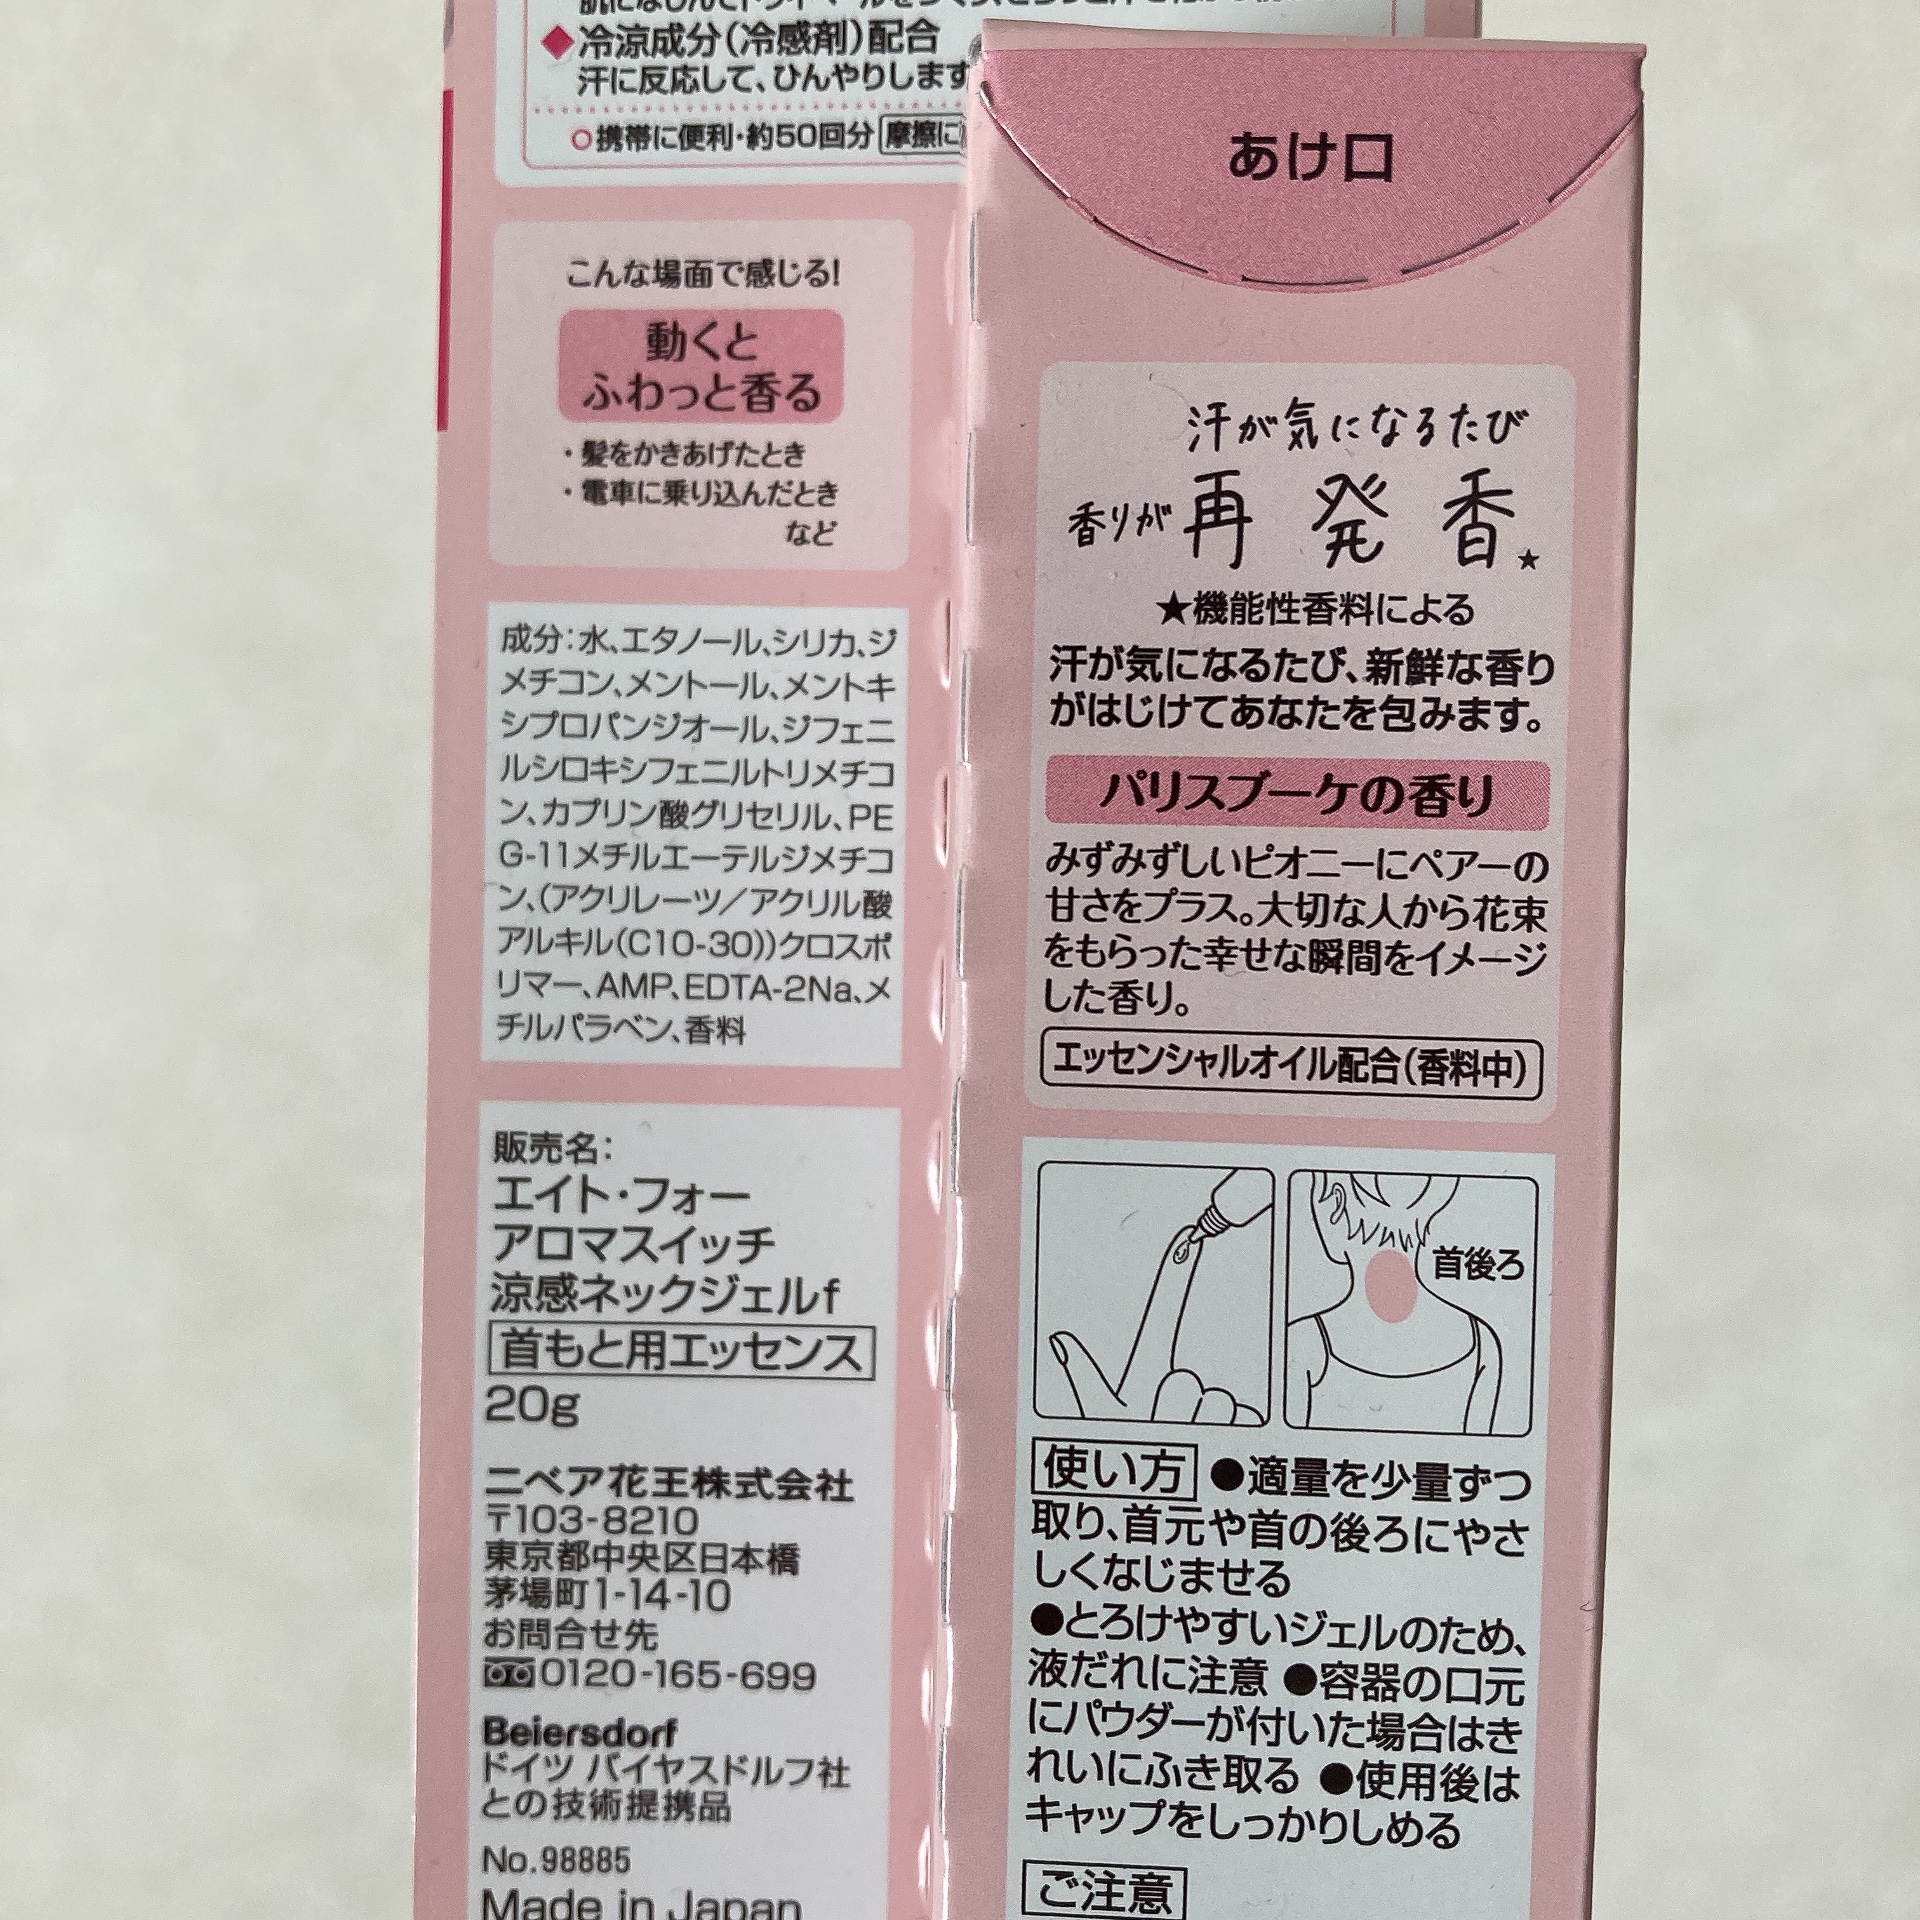 ◆冷涼成分(冷感剤)配合
汗に反応して、ひんやりします
○携帯に便利・約50回分 摩擦に
こんな場面で感じる!
動くと
ふわっと香る
・髪をかきあげたとき
・電車に乗り込んだとき
など
成分:水、エタノール、シリカ、ジ
メチコン、メントール、メントキ
シプロパンジオール、ジフェニ
ルシロキシフェニルトリメチコ
ン、カプリン酸グリセリル、PE
G-11メチルエーテルジメチコ
ン、(アクリレーツ/アクリル酸
アルキル(C10-30))クロスポ
リマー、AMP、EDTA-2Na、メ
チルパラベン、香料
販売名:
エイト・フォー
アロマスイッチ
涼感ネックジェルf
首もと用エッセンス
20g
ニベア花王株式会社
〒103-8210
東京都中央区日本橋
茅場町1-14-10
お問合せ先
0120-165-699
Beiersdorf
ドイツ バイヤスドルフ社
との技術提携品
No.98885
Made in Japan
あけ口
汗が気になるたび
香りが再発香★
★機能性香料による
汗が気になるたび、新鮮な香り
がはじけてあなたを包みます。
パリスブーケの香り
みずみずしいピオニーにペアーの
甘さをプラス。大切な人から花束
をもらった幸せな瞬間をイメージ
した香り。
エッセンシャルオイル配合(香料中)
首後ろ
使い方 ●適量を少量ずつ
取り、首元や首の後ろにやさ
しくなじませる
●とろけやすいジェルのため、
液だれに注意 ●容器の口元
にパウダーが付いた場合はき
れいにふき取る ●使用後は
キャップをしっかりしめる
ご注意